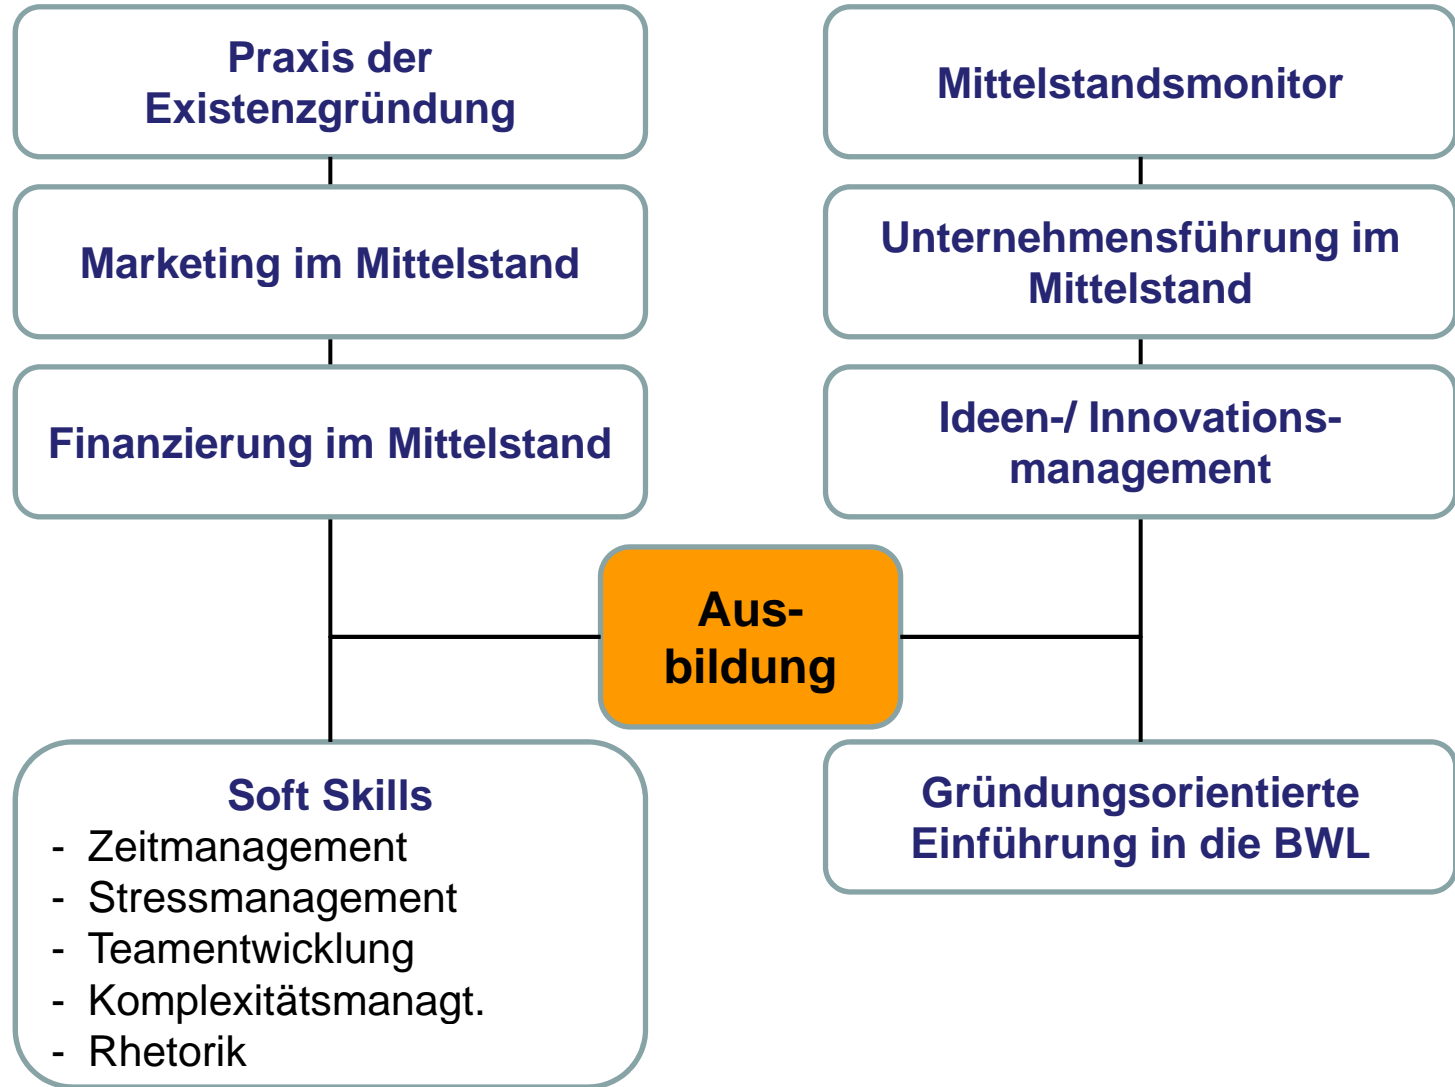 Praxis der
Existenzgründung
Marketing im Mittelstand
Finanzierung im Mittelstand
Mittelstandsmonitor
Unternehmensführung im
Mittelstand
Ideen-/ Innovations-
management
Aus-
bildung
Soft Skills
- Zeitmanagement
- Stressmanagement
- Teamentwicklung
- Komplexitätsmanagt.
- Rhetorik
Gründungsorientierte
Einführung in die BWL